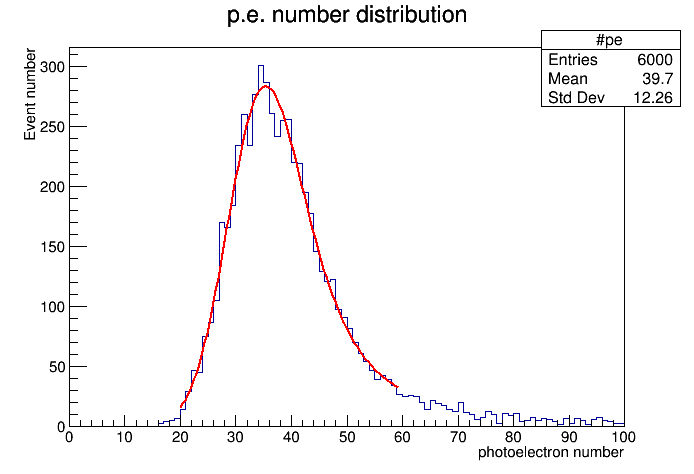 p.e. number distribution
#pe
Entries 6000
Mean 39.7
Std Dev 12.26
Event number
300
250
200
150
100
50
0
0 10 20 30 40 50 60 70 80 90 100
photoelectron number